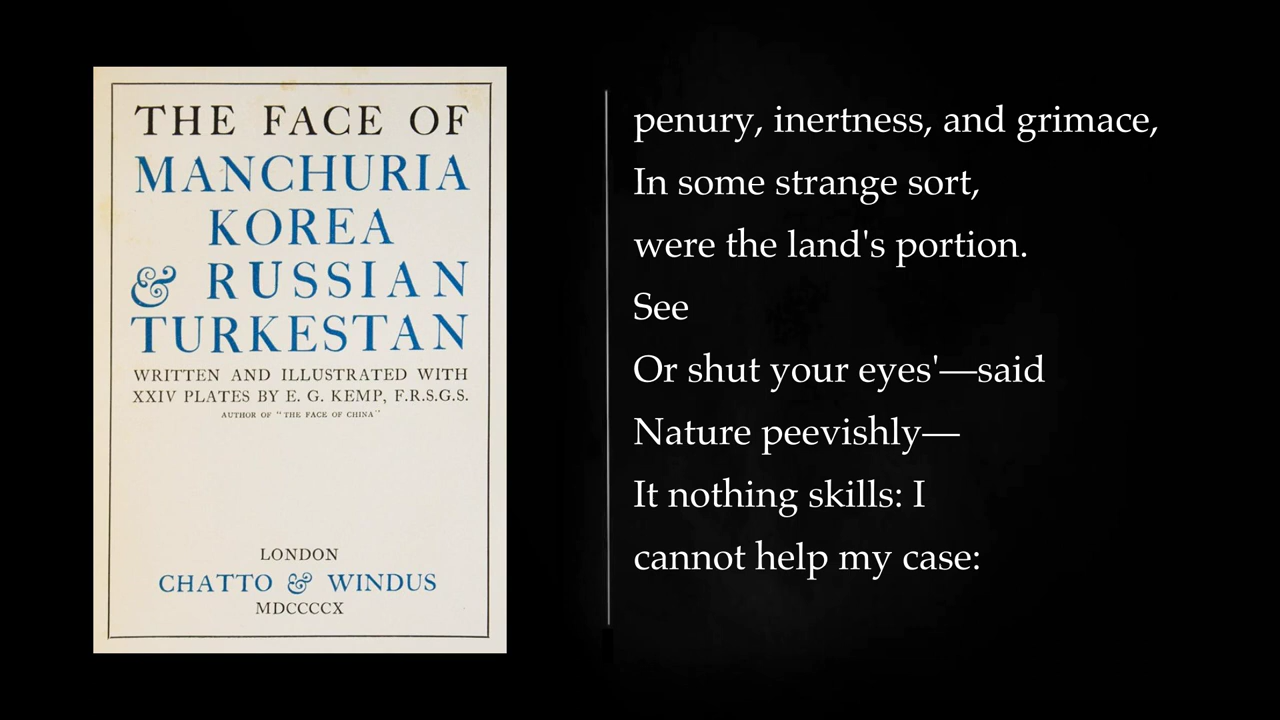 THE FACE OF
MANCHURIA
KOREA
& RUSSIAN
TURKESTAN
WRITTEN AND ILLUSTRATED WITH
XXIV PLATES BY E. G. KEMP, F.R.S.G.S.
AUTHOR OF "THE FACE OF CHINA"
LONDON
CHATTO & WINDUS
MDCCCCX
penury, inertness, and grimace,
In some strange sort,
were the land's portion.
See
Or shut your eyes'—said
Nature peevishly—
It nothing skills: I
cannot help my case: